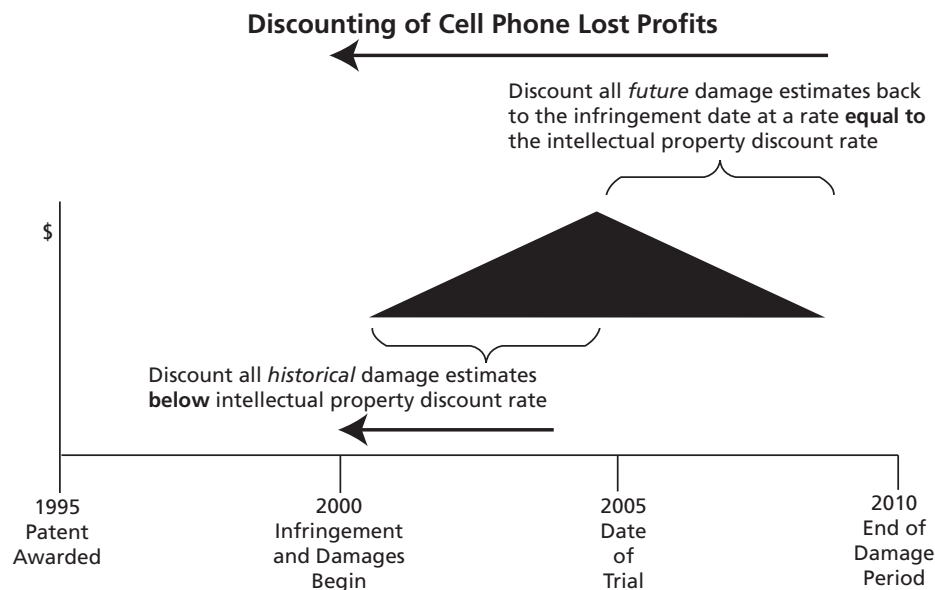 Discounting of Cell Phone Lost Profits
Discount all future damage estimates back
to the infringement date at a rate equal to
the intellectual property discount rate
$
Discount all historical damage estimates
below intellectual property discount rate
1995
Patent
Awarded
2000
Infringement
and Damages
Begin
2005
Date
of
Trial
2010
End of
Damage
Period